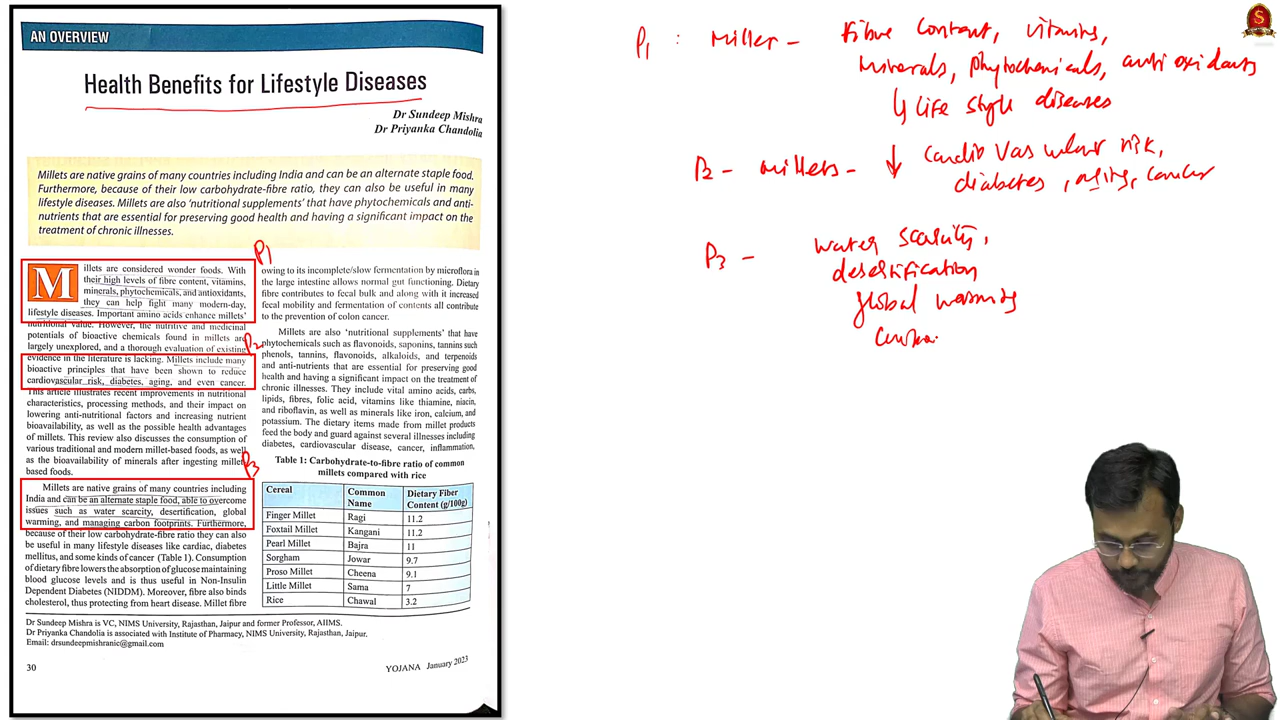 AN OVERVIEW
Health Benefits for Lifestyle Diseases
Dr Sundeep Mishra
Dr Priyanka Chandolia
Millets are native grains of many countries including India and can be an alternate staple food.
Furthermore, because of their low carbohydrate-fibre ratio, they can also be useful in many
lifestyle diseases. Millets are also 'nutritional supplements' that have phytochemicals and anti-
nutrients that are essential for preserving good health and having a significant impact on the
treatment of chronic illnesses.
P1
Millets are considered wonder foods. With
their high levels of fibre content, vitamins,
minerals, phytochemicals, and antioxidants,
they can help fight many modern-day,
lifestyle diseases. Important amino acids enhance millets'
nutritional value. However, the nutritive and medicinal
potentials of bioactive chemicals found in millets are
largely unexplored, and a thorough evaluation of existing
P2
evidence in the literature is lacking. Millets include many
bioactive principles that have been shown to reduce
cardiovascular risk, diabetes, aging, and even cancer.
This article illustrates recent improvements in nutritional
characteristics, processing methods, and their impact on
lowering anti-nutritional factors and increasing nutrient
bioavailability, as well as the possible health advantages
of millets. This review also discusses the consumption of
various traditional and modern millet-based foods, as well
as the bioavailability of minerals after ingesting millet
based foods.
P3
Millets are native grains of many countries including
India and can be an alternate staple food, able to overcome
issues such as water scarcity, desertification, global
warming, and managing carbon footprints. Furthermore,
because of their low carbohydrate-fibre ratio they can also
be useful in many lifestyle diseases like cardiac, diabetes
mellitus, and some kinds of cancer (Table 1). Consumption
of dietary fibre lowers the absorption of glucose maintaining
blood glucose levels and is thus useful in Non-Insulin
Dependent Diabetes (NIDDM). Moreover, fibre also binds
cholesterol, thus protecting from heart disease. Millet fibre
owing to its incomplete/slow fermentation by microflora in
the large intestine allows normal gut functioning. Dietary
fibre contributes to fecal bulk and along with it increased
fecal mobility and fermentation of contents all contribute
to the prevention of colon cancer.
Millets are also 'nutritional supplements' that have
phytochemicals such as flavonoids, saponins, tannins such
phenols, tannins, flavonoids, alkaloids, and terpenoids
and anti-nutrients that are essential for preserving good
health and having a significant impact on the treatment of
chronic illnesses. They include vital amino acids, carbs,
lipids, fibres, folic acid, vitamins like thiamine, niacin,
and riboflavin, as well as minerals like iron, calcium, and
potassium. The dietary items made from millet products
feed the body and guard against several illnesses including
diabetes, cardiovascular disease, cancer, inflammation,
Table 1: Carbohydrate-to-fibre ratio of common
millets compared with rice
Cereal Common Name Dietary Fiber Content (g/100g)
Finger Millet Ragi 11.2
Foxtail Millet Kangani 11.2
Pearl Millet Bajra 11
Sorgham Jowar 9.7
Proso Millet Cheena 9.1
Little Millet Sama 7
Rice Chawal 3.2
Dr Sundeep Mishra is VC, NIMS University, Rajasthan, Jaipur and former Professor, AIIMS.
Dr Priyanka Chandolia is associated with Institute of Pharmacy, NIMS University, Rajasthan, Jaipur.
Email: drsundeepmishranic@gmail.com
30
YOJANA January 2023
P1 : Millet - Fibre Content, vitamins,
minerals, phytochemicals, anti oxidants
↳ Life style diseases
P2 - millets - ↓ cardio vascular risk,
diabetes, aging, cancer
P3 - water scarcity,
desertification
global warming
carbon